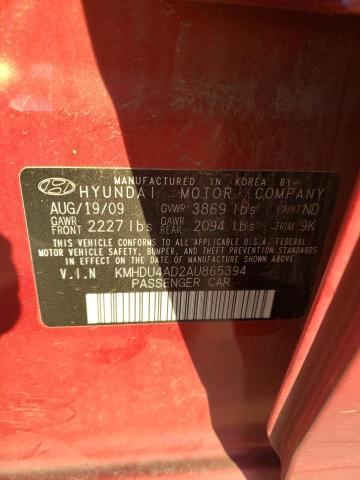 MANUFACTURED IN KOREA BY
HYUNDAI MOTOR COMPANY
AUG/19/09 GVWR 3869 lbs PAINT ND
GAWR FRONT 2227 lbs GAWR REAR 2094 lbs TRIM 9K
THIS VEHICLE CONFORMS TO ALL APPLICABLE U.S.A. FEDERAL
MOTOR VEHICLE SAFETY, BUMPER, AND THEFT PREVENTION
STANDARDS IN EFFECT ON THE DATE OF MANUFACTURE SHOWN ABOVE.
V.I.N KMHDU4AD2AU865394
PASSENGER CAR